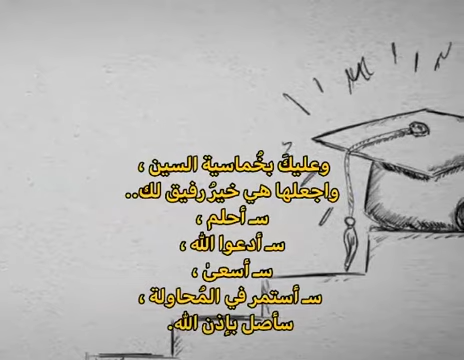 وعليكَ بخُماسية السين ،
واجعلها هي خيرُ رفيق لك..
سـ أحلم ،
سـ أدعوا الله ،
سـ أسعىٰ ،
سـ أستمر في المُحاولة ،
سأصل بإذن الله.